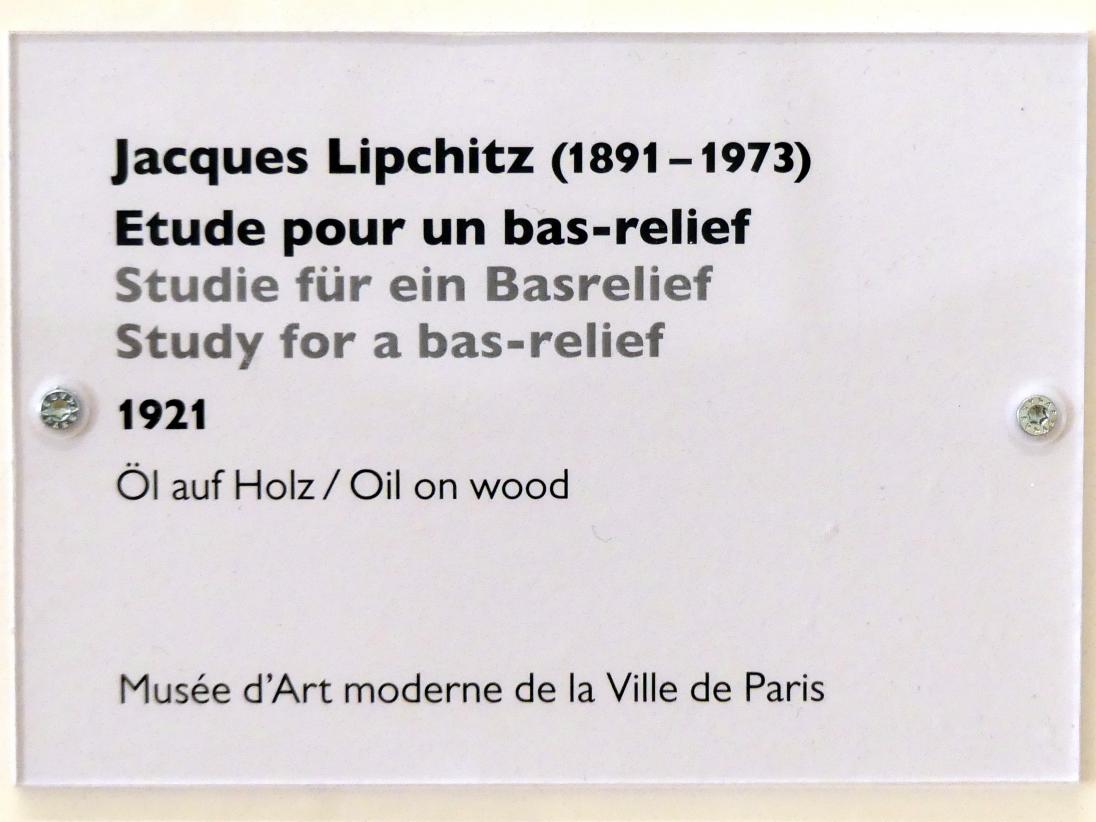 Jacques Lipchitz (1891–1973)
Etude pour un bas-relief
Studie für ein Basrelief
Study for a bas-relief
1921
Öl auf Holz / Oil on wood
Musée d’Art moderne de la Ville de Paris